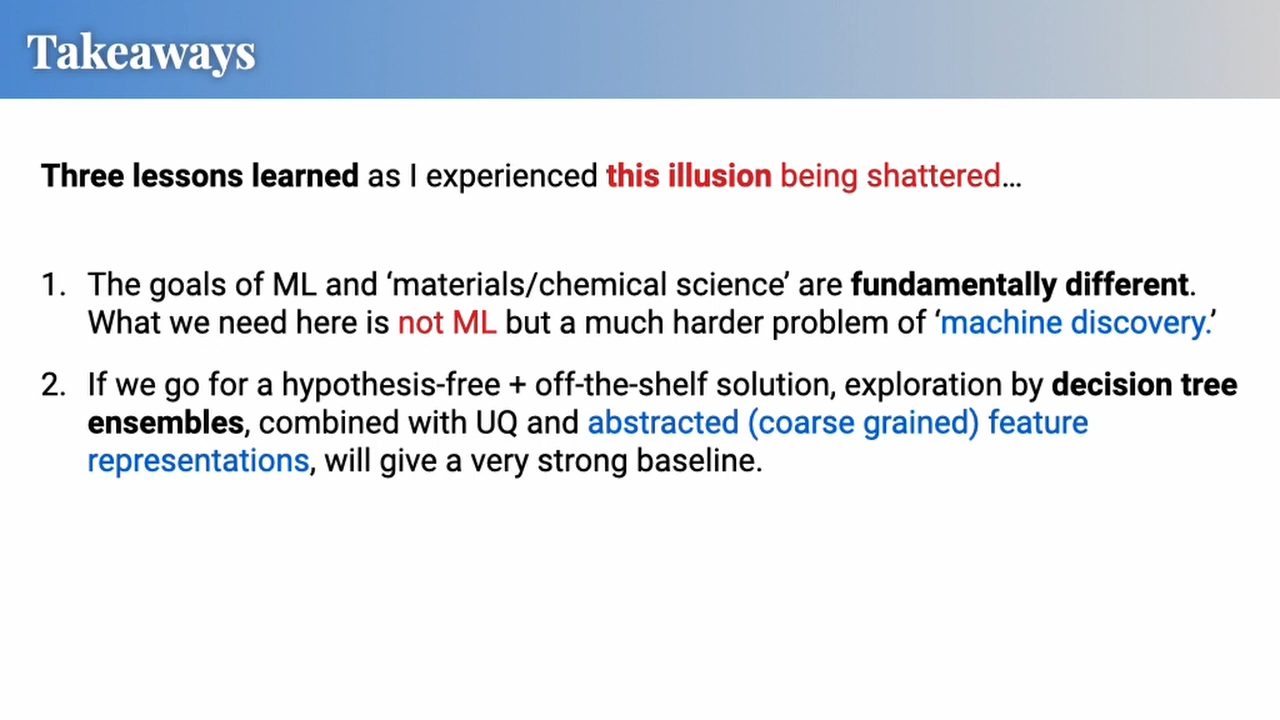 Takeaways
Three lessons learned as I experienced this illusion being shattered…
1. The goals of ML and ‘materials/chemical science’ are fundamentally different.
What we need here is not ML but a much harder problem of ‘machine discovery.’
2. If we go for a hypothesis-free + off-the-shelf solution, exploration by decision tree
ensembles, combined with UQ and abstracted (coarse grained) feature
representations, will give a very strong baseline.